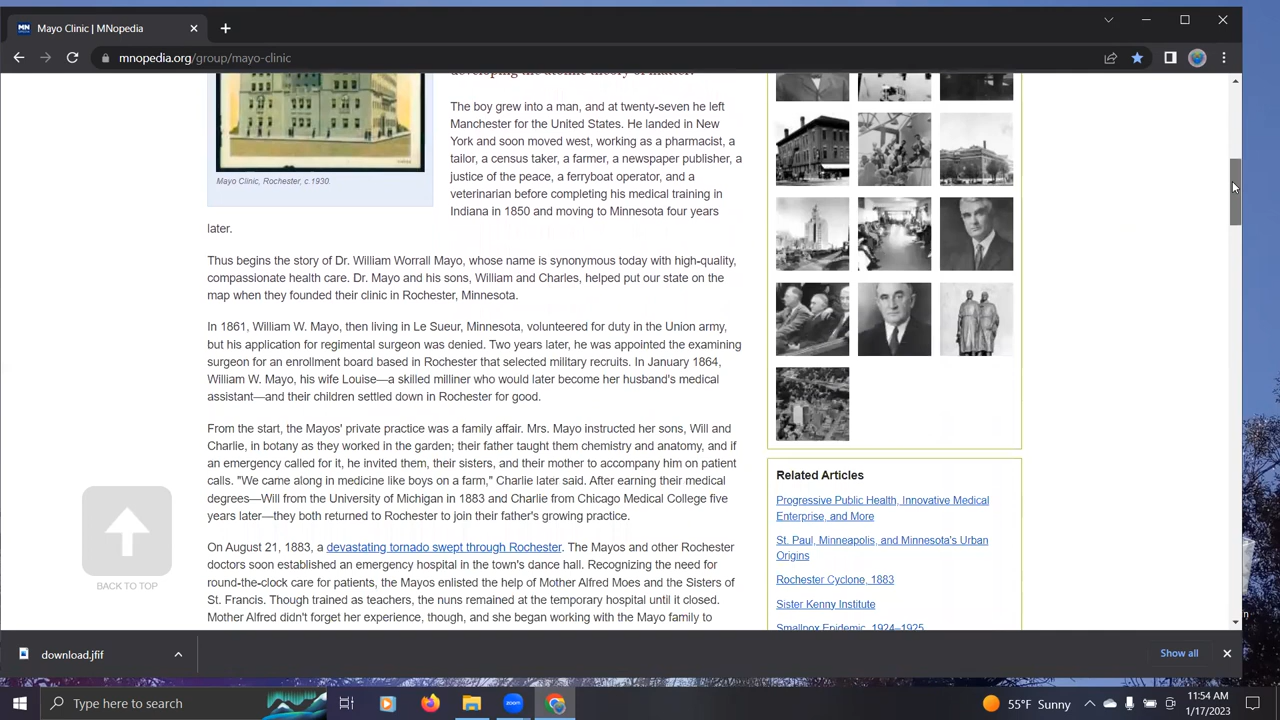 Mayo Clinic | MNopedia
mnopedia.org/group/mayo-clinic
developing the atomic theory of matter.
Mayo Clinic, Rochester, c.1930.
The boy grew into a man, and at twenty-seven he left
Manchester for the United States. He landed in New
York and soon moved west, working as a pharmacist, a
tailor, a census taker, a farmer, a newspaper publisher, a
justice of the peace, a ferryboat operator, and a
veterinarian before completing his medical training in
Indiana in 1850 and moving to Minnesota four years
later.
Thus begins the story of Dr. William Worrall Mayo, whose name is synonymous today with high-quality,
compassionate health care. Dr. Mayo and his sons, William and Charles, helped put our state on the
map when they founded their clinic in Rochester, Minnesota.
In 1861, William W. Mayo, then living in Le Sueur, Minnesota, volunteered for duty in the Union army,
but his application for regimental surgeon was denied. Two years later, he was appointed the examining
surgeon for an enrollment board based in Rochester that selected military recruits. In January 1864,
William W. Mayo, his wife Louise—a skilled milliner who would later become her husband's medical
assistant—and their children settled down in Rochester for good.
From the start, the Mayos' private practice was a family affair. Mrs. Mayo instructed her sons, Will and
Charlie, in botany as they worked in the garden; their father taught them chemistry and anatomy, and if
an emergency called for it, he invited them, their sisters, and their mother to accompany him on patient
calls. "We came along in medicine like boys on a farm," Charlie later said. After earning their medical
degrees—Will from the University of Michigan in 1883 and Charlie from Chicago Medical College five
years later—they both returned to Rochester to join their father's growing practice.
On August 21, 1883, a devastating tornado swept through Rochester. The Mayos and other Rochester
doctors soon established an emergency hospital in the town's dance hall. Recognizing the need for
round-the-clock care for patients, the Mayos enlisted the help of Mother Alfred Moes and the Sisters of
St. Francis. Though trained as teachers, the nuns remained at the temporary hospital until it closed.
Mother Alfred didn't forget her experience, though, and she began working with the Mayo family to
BACK TO TOP
Related Articles
Progressive Public Health, Innovative Medical
Enterprise, and More
St. Paul, Minneapolis, and Minnesota's Urban
Origins
Rochester Cyclone, 1883
Sister Kenny Institute
Smallpox Epidemic, 1924–1925
download.jfif
Show all
Type here to search
zoom
55°F Sunny
11:54 AM
1/17/2023